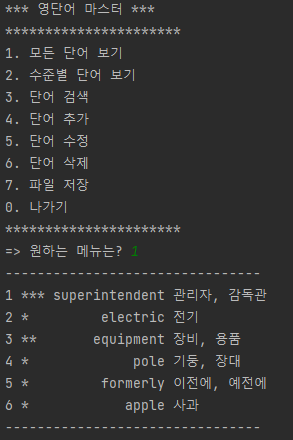 *** 영단어 마스터 ***
**********************
1. 모든 단어 보기
2. 수준별 단어 보기
3. 단어 검색
4. 단어 추가
5. 단어 수정
6. 단어 삭제
7. 파일 저장
0. 나가기
**********************
=> 원하는 메뉴는? 1
--------------------------------
1 *** superintendent 관리자, 감독관
2 *         electric 전기
3 **       equipment 장비, 용품
4 *             pole 기둥, 장대
5 *         formerly 이전에, 예전에
6 *            apple 사과
--------------------------------